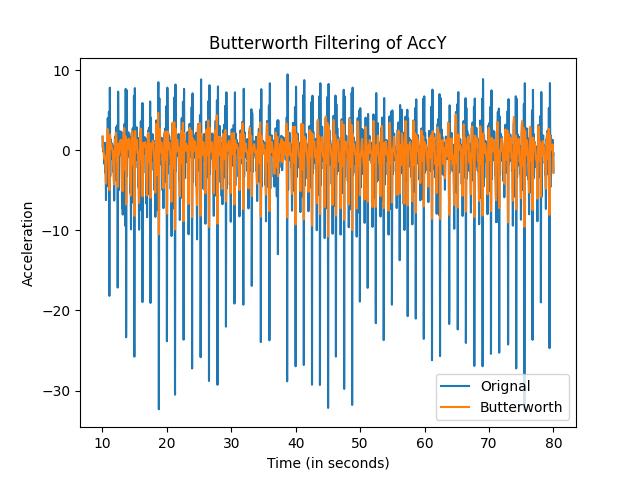 Butterworth Filtering of AccY
10
0
−10
−20
−30
Acceleration
10 20 30 40 50 60 70 80
Time (in seconds)
Orignal
Butterworth